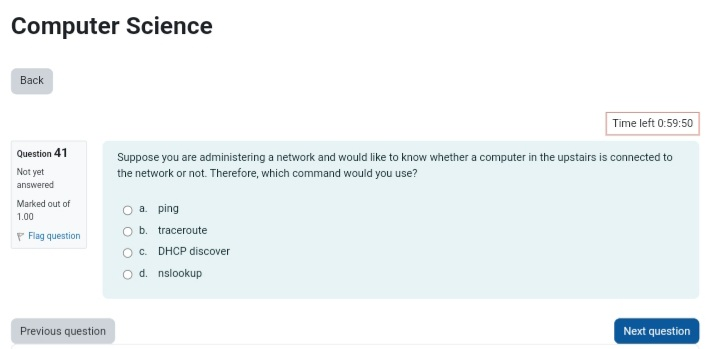 Computer Science
Back
Time left 0:59:50
Question 41
Not yet
answered
Marked out of
1.00
Flag question
Suppose you are administering a network and would like to know whether a computer in the upstairs is connected to
the network or not. Therefore, which command would you use?
a. ping
b. traceroute
c. DHCP discover
d. nslookup
Previous question
Next question